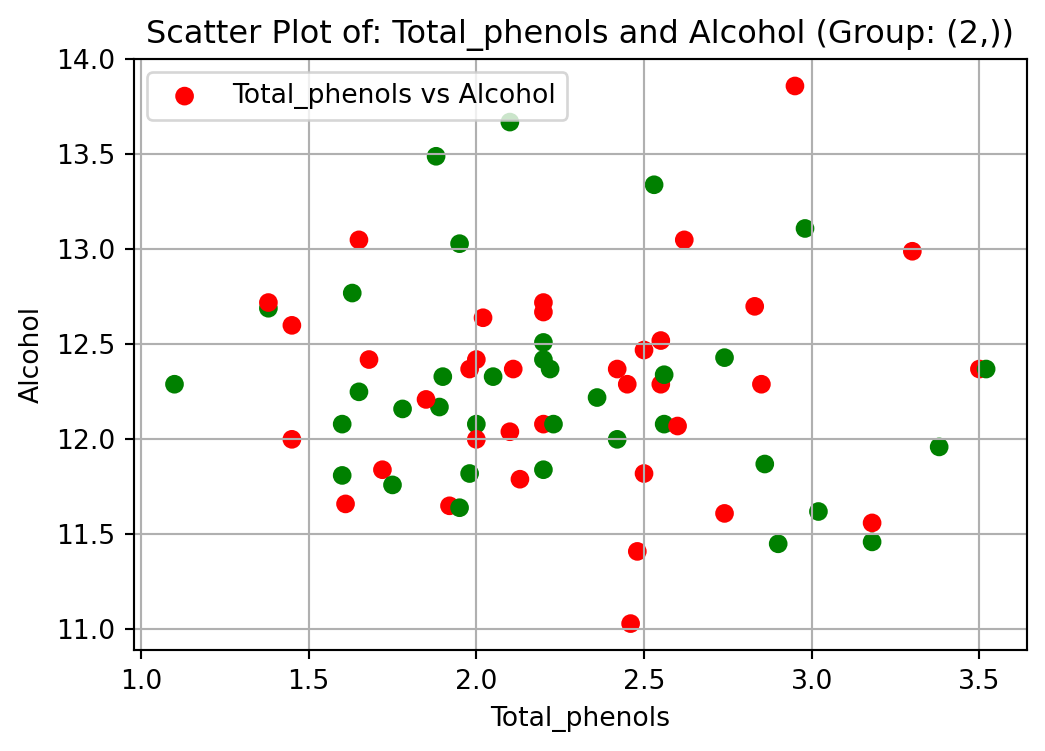 Scatter Plot of: Total_phenols and Alcohol (Group: (2,))
Total_phenols vs Alcohol
Alcohol
14.0
13.5
13.0
12.5
12.0
11.5
11.0
1.0 1.5 2.0 2.5 3.0 3.5
Total_phenols